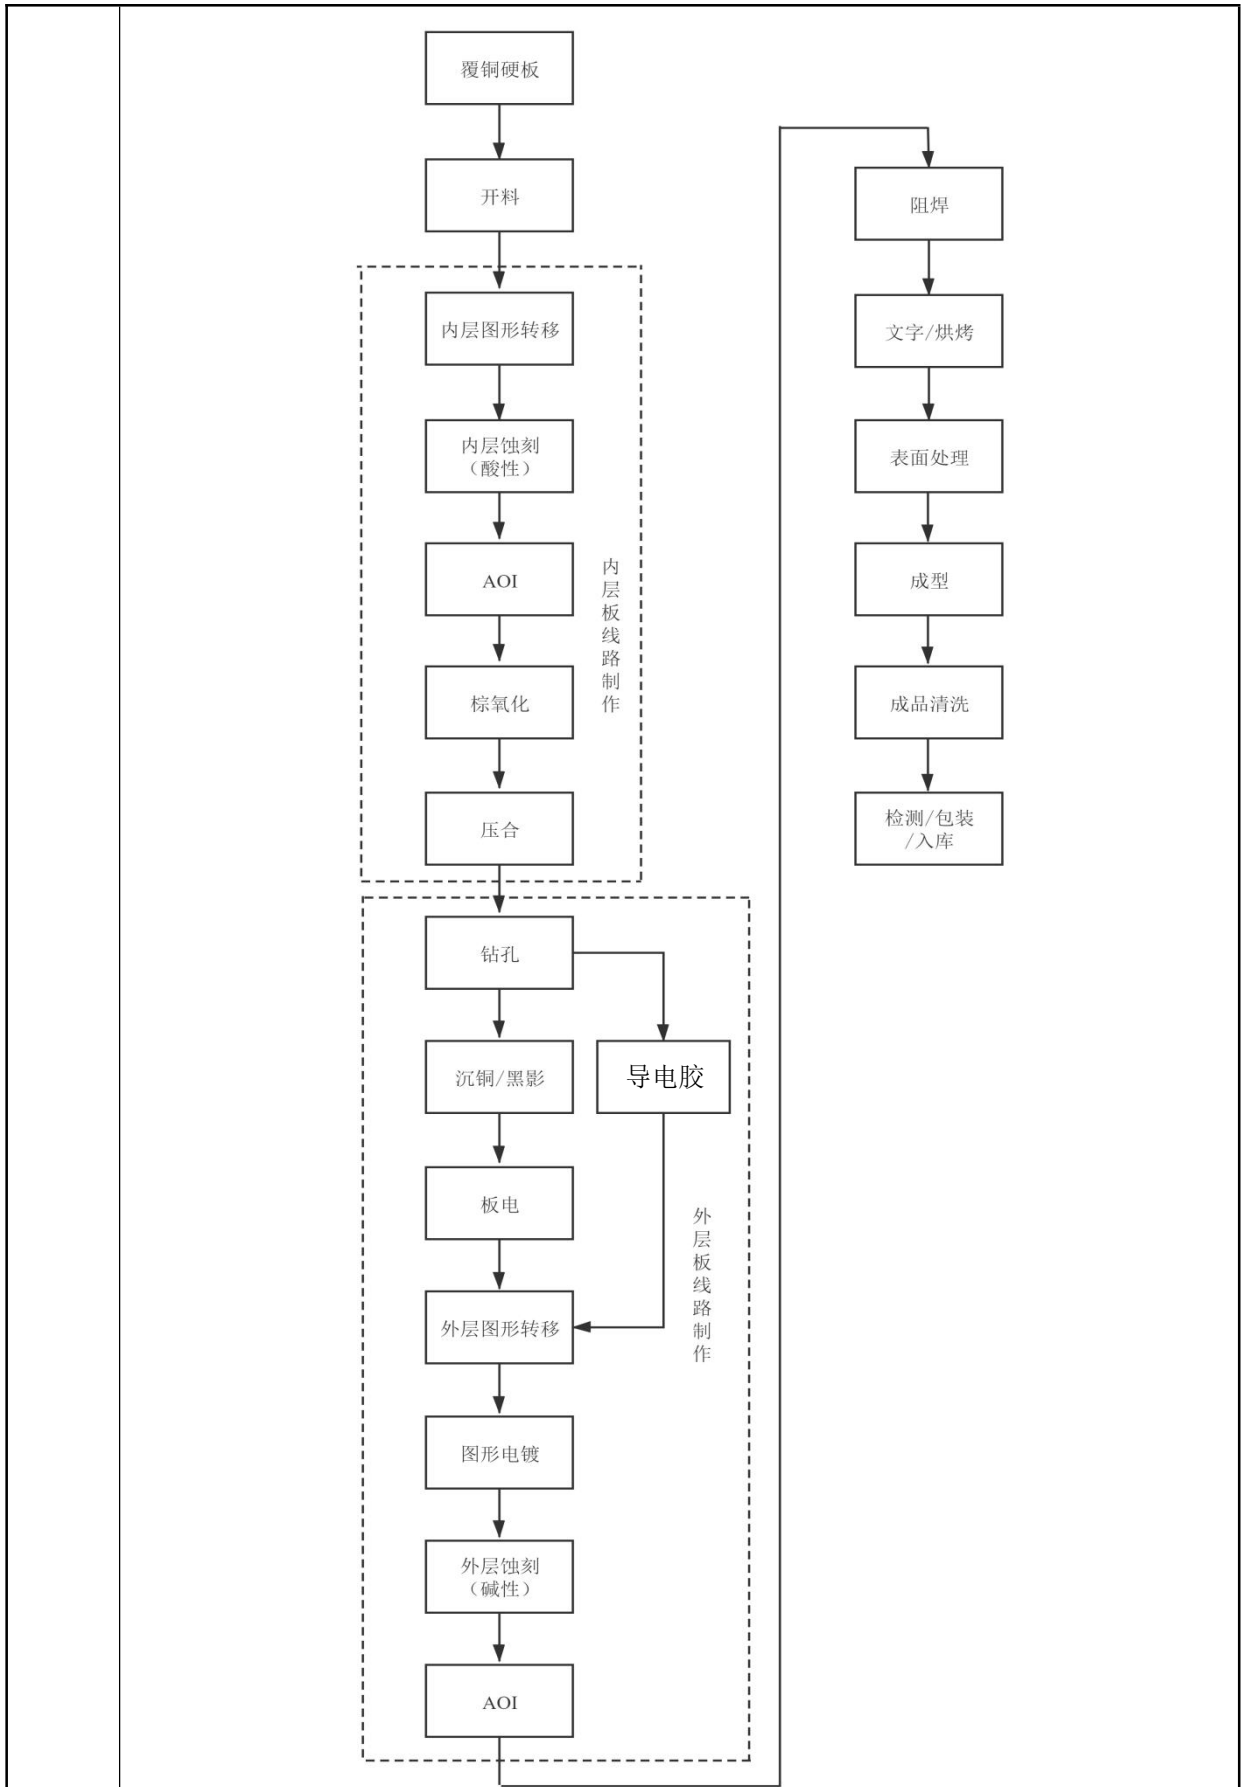 覆铜硬板
开料
内层图形转移
内层蚀刻
（酸性）
AOI
棕氧化
压合
内层板线路制作
钻孔
沉铜/黑影
导电胶
板电
外层图形转移
图形电镀
外层蚀刻
（碱性）
AOI
外层板线路制作
阻焊
文字/烘烤
表面处理
成型
成品清洗
检测/包装
/入库